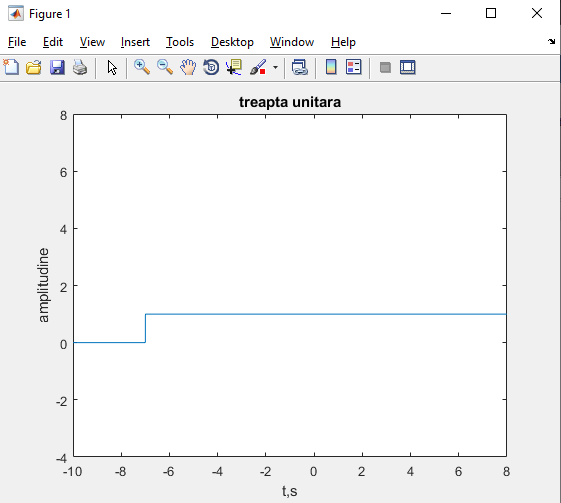 Figure 1
File Edit View Insert Tools Desktop Window Help
treapta unitara
8
6
4
2
0
-2
-4
amplitudine
-10 -8 -6 -4 -2 0 2 4 6 8
t,s